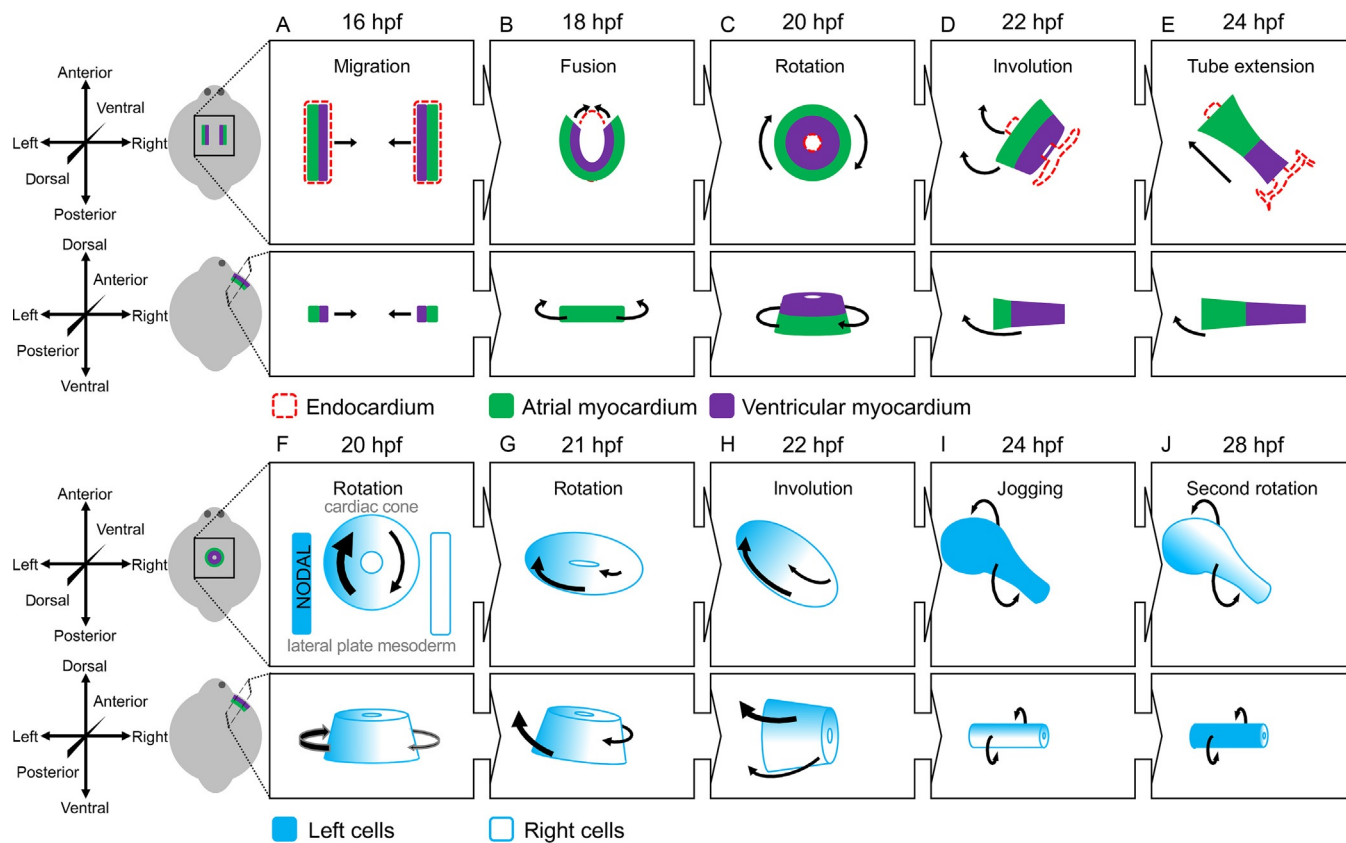 A 16 hpf
B 18 hpf
C 20 hpf
D 22 hpf
E 24 hpf
Migration
Fusion
Rotation
Involution
Tube extension
Anterior
Ventral
Left
Right
Dorsal
Posterior
Dorsal
Anterior
Left
Right
Posterior
Ventral
Endocardium
Atrial myocardium
Ventricular myocardium
F 20 hpf
G 21 hpf
H 22 hpf
I 24 hpf
J 28 hpf
Rotation
cardiac cone
NODAL
lateral plate mesoderm
Rotation
Involution
Jogging
Second rotation
Anterior
Ventral
Left
Right
Dorsal
Posterior
Dorsal
Anterior
Left
Right
Posterior
Ventral
Left cells
Right cells